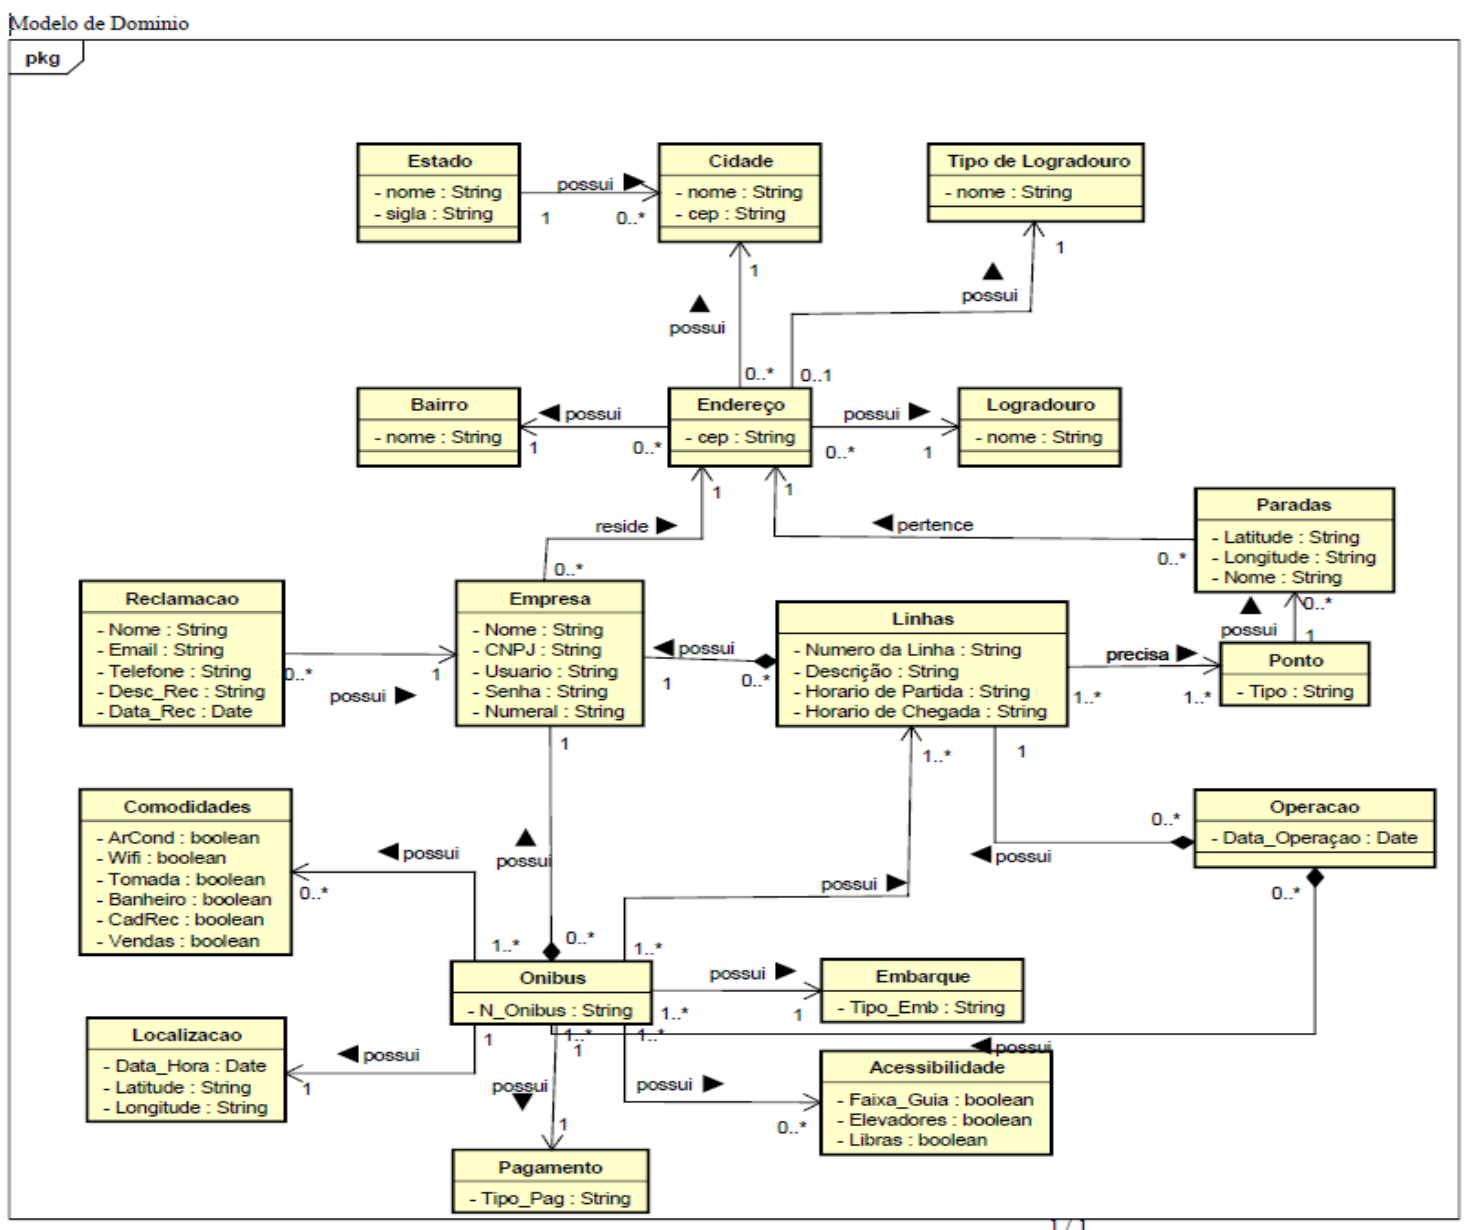 Modelo de Dominio
pkg
Estado
- nome : String
- sigla : String
possui
1
0..*
Cidade
- nome : String
- cep : String
Tipo de Logradouro
- nome : String
1
possui
0..*
1
possui
0..1
Bairro
- nome : String
possui
1
0..*
Endereço
- cep : String
possui
0..*
1
Logradouro
- nome : String
1
reside
0..*
1
pertence
0..*
Paradas
- Latitude : String
- Longitude : String
- Nome : String
0..*
possui
1
Reclamacao
- Nome : String
- Email : String
- Telefone : String
- Desc_Rec : String
- Data_Rec : Date
0..*
1
possui
Empresa
- Nome : String
- CNPJ : String
- Usuario : String
- Senha : String
- Numeral : String
possui
1
0..*
Linhas
- Numero da Linha : String
- Descrição : String
- Horario de Partida : String
- Horario de Chegada : String
precisa
1..*
1..*
Ponto
- Tipo : String
1
1..*
1
Comodidades
- ArCond : boolean
- Wifi : boolean
- Tomada : boolean
- Banheiro : boolean
- CadRec : boolean
- Vendas : boolean
possui
0..*
1..*
possui
0..*
possui
1..*
possui
0..*
Operacao
- Data_Operaçao : Date
0..*
Onibus
- N_Onibus : String
possui
1..*
1
Embarque
- Tipo_Emb : String
Localizacao
- Data_Hora : Date
- Latitude : String
- Longitude : String
possui
1
1
1..*
1
possui
1
1..*
possui
0..*
possui
Acessibilidade
- Faixa_Guia : boolean
- Elevadores : boolean
- Libras : boolean
Pagamento
- Tipo_Pag : String
1 / 1